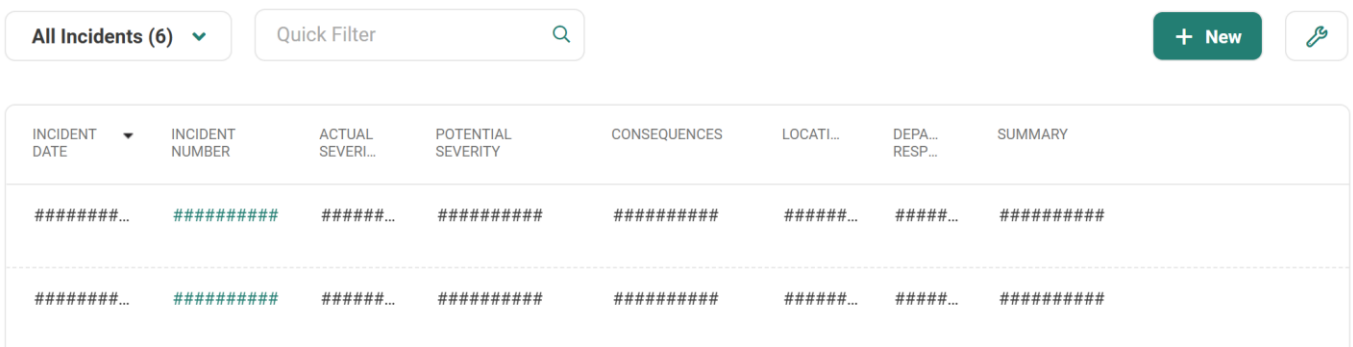 All Incidents (6)
Quick Filter
+ New
INCIDENT DATE
INCIDENT NUMBER
ACTUAL SEVERI...
POTENTIAL SEVERITY
CONSEQUENCES
LOCATI...
DEPA... RESP...
SUMMARY
########... ########## ######... ########## ########## ######... #####... ##########
########... ########## ######... ########## ########## ######... #####... ##########